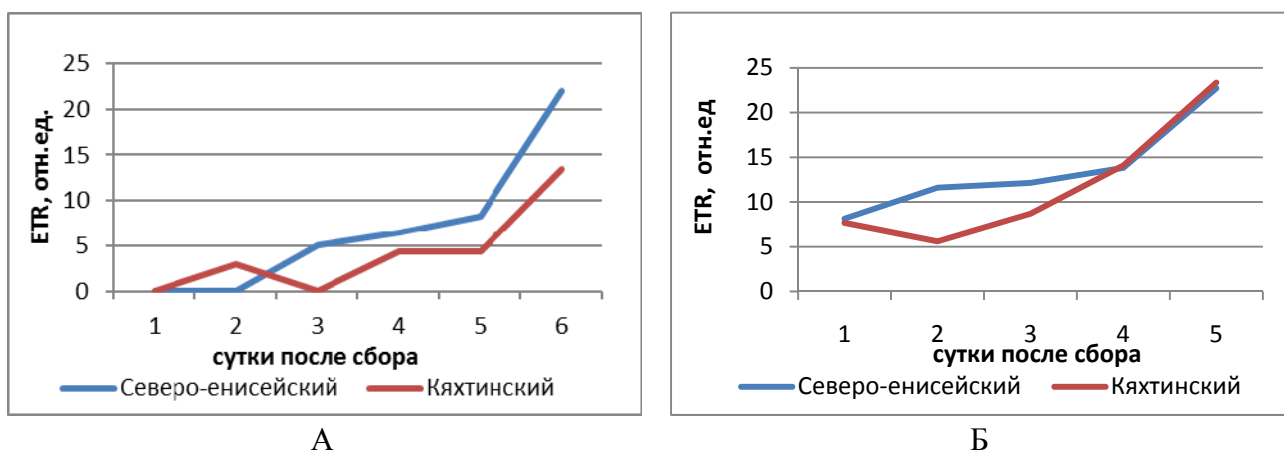 25
20
15
10
5
0
ETR, отн.ед.
1 2 3 4 5 6
сутки после сбора
Северо-енисейский Кяхтинский
А
25
20
15
10
5
0
ETR, отн.ед
1 2 3 4 5
сутки после сбора
Северо-енисейский Кяхтинский
Б